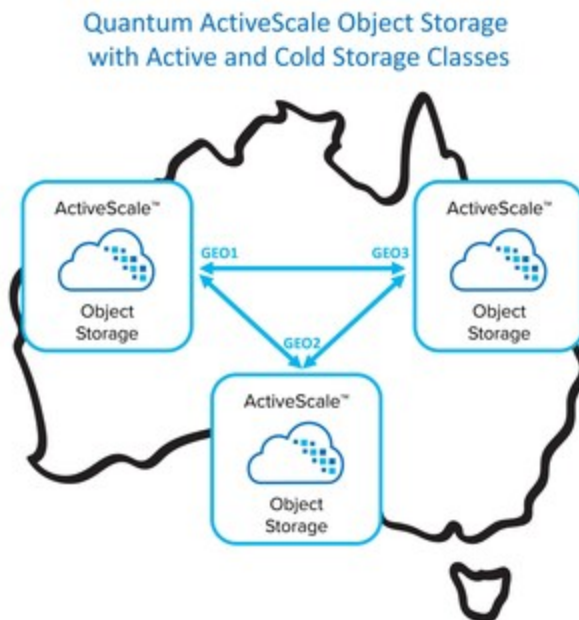 Quantum ActiveScale Object Storage
with Active and Cold Storage Classes
ActiveScale™
Object
Storage
ActiveScale™
Object
Storage
GEO1
GEO3
GEO2
ActiveScale™
Object
Storage